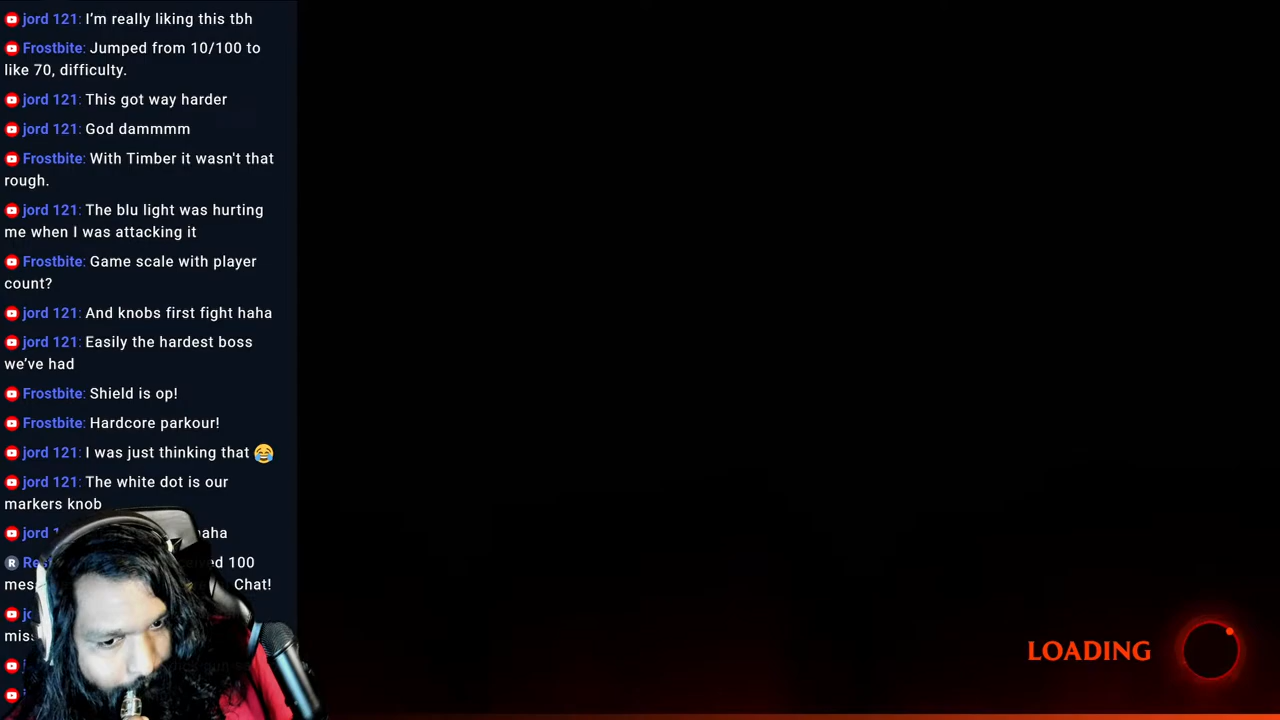 jord 121: I’m really liking this tbh
Frostbite: Jumped from 10/100 to
like 70, difficulty.
jord 121: This got way harder
jord 121: God dammmm
Frostbite: With Timber it wasn't that
rough.
jord 121: The blu light was hurting
me when I was attacking it
Frostbite: Game scale with player
count?
jord 121: And knobs first fight haha
jord 121: Easily the hardest boss
we’ve had
Frostbite: Shield is op!
Frostbite: Hardcore parkour!
jord 121: I was just thinking that 😂
jord 121: The white dot is our
markers knob
jord
R 100
Chat!
LOADING